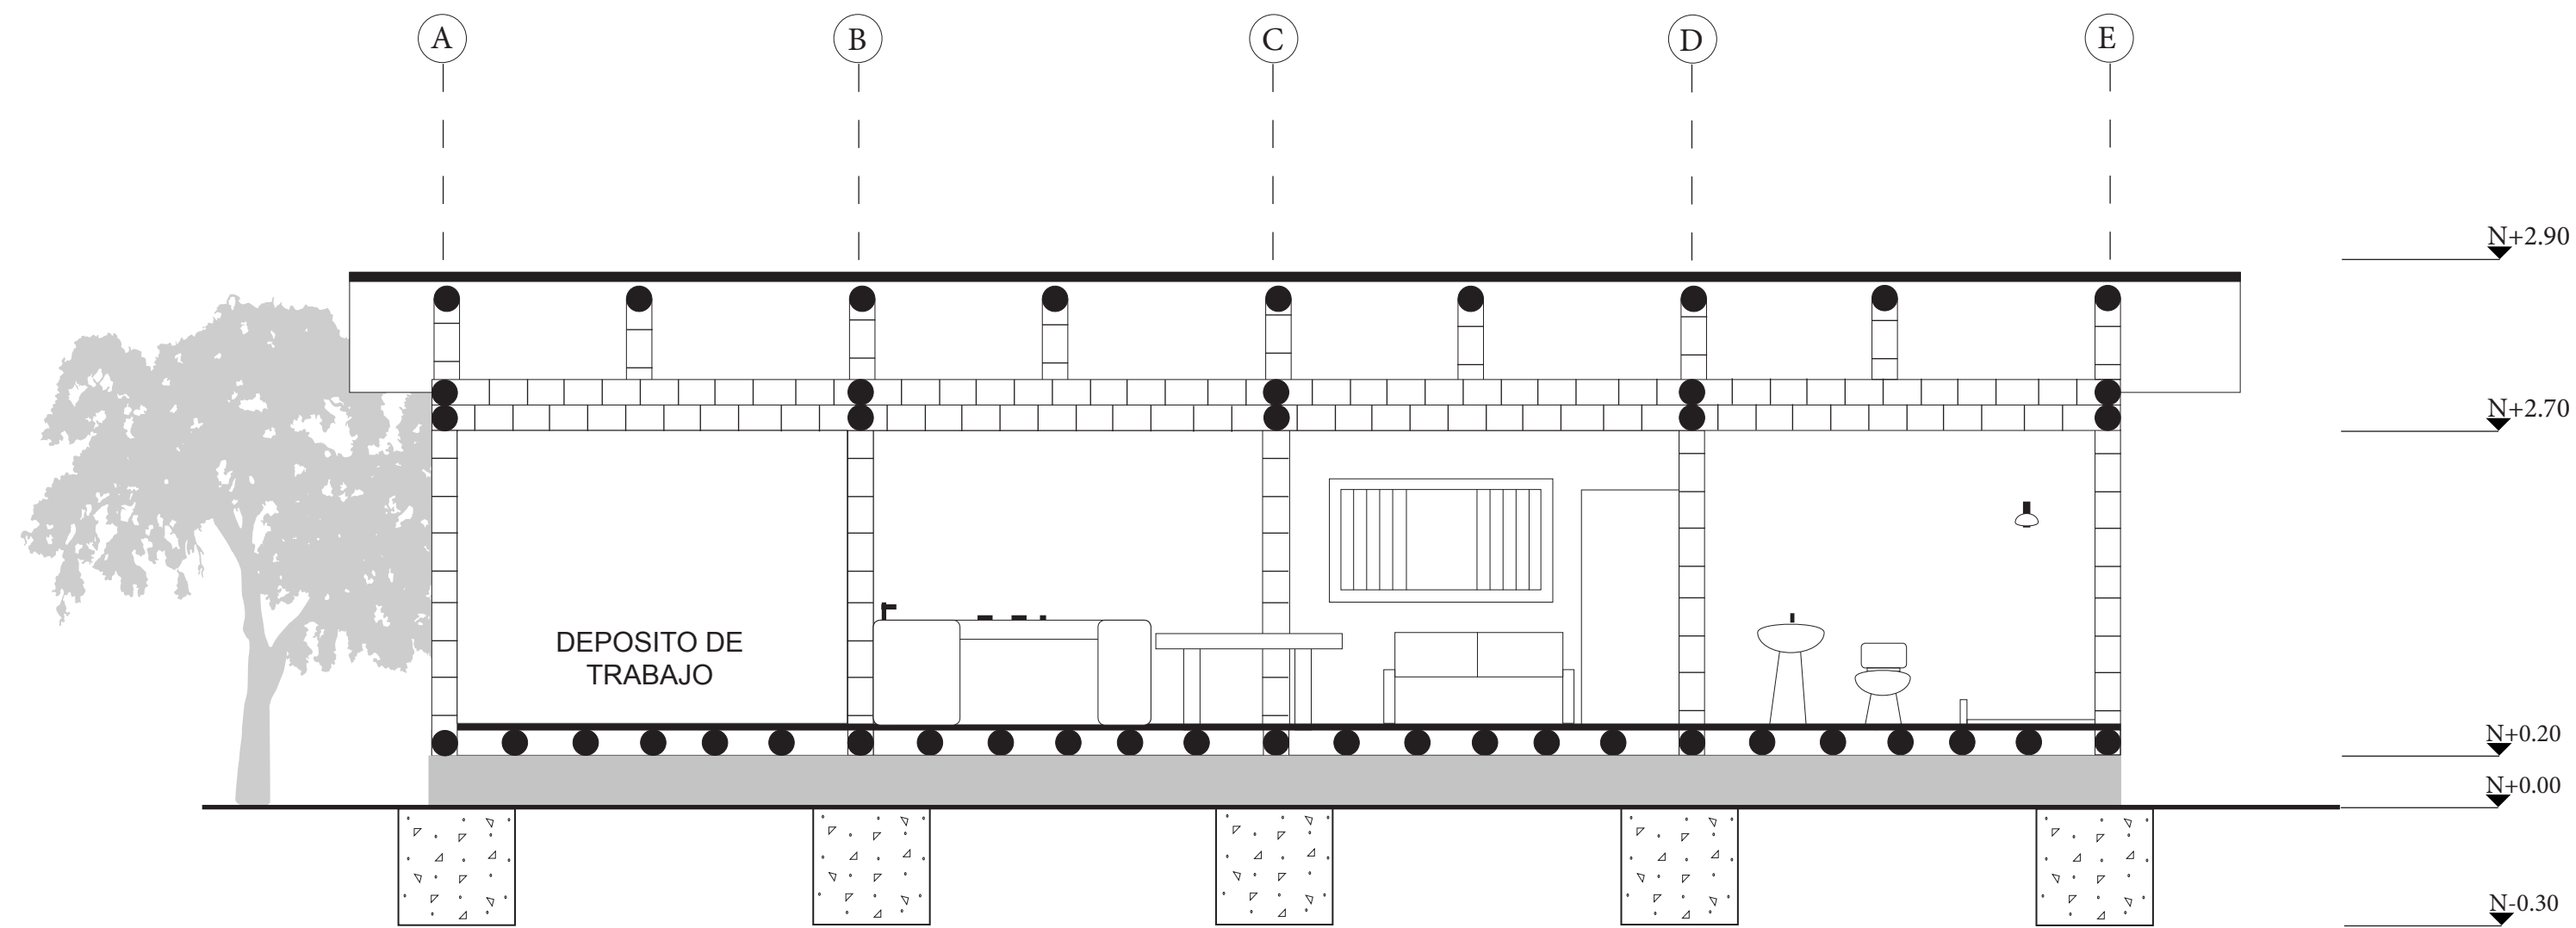 A
B
C
D
E
N+2.90
N+2.70
DEPOSITO DE
TRABAJO
N+0.20
N+0.00
N-0.30